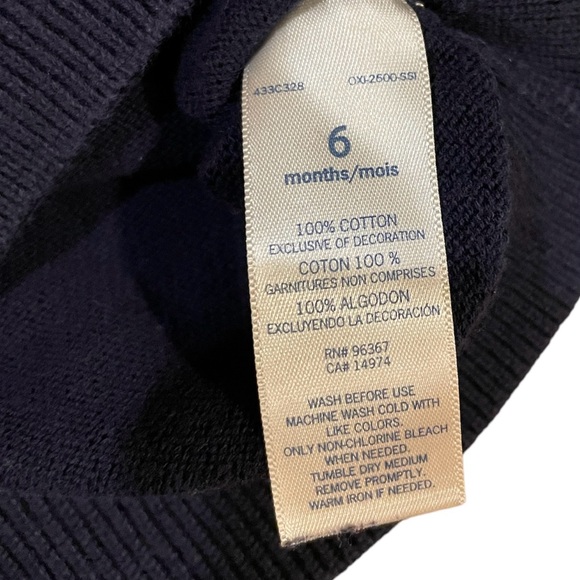 433C328 OXI-2500-SSI
6
months/mois
100% COTTON
EXCLUSIVE OF DECORATION
COTON 100 %
GARNITURES NON COMPRISES
100% ALGODON
EXCLUYENDO LA DECORACIÓN
RN# 96367
CA# 14974
WASH BEFORE USE
MACHINE WASH COLD WITH
LIKE COLORS.
ONLY NON-CHLORINE BLEACH
WHEN NEEDED.
TUMBLE DRY MEDIUM
REMOVE PROMPTLY.
WARM IRON IF NEEDED.